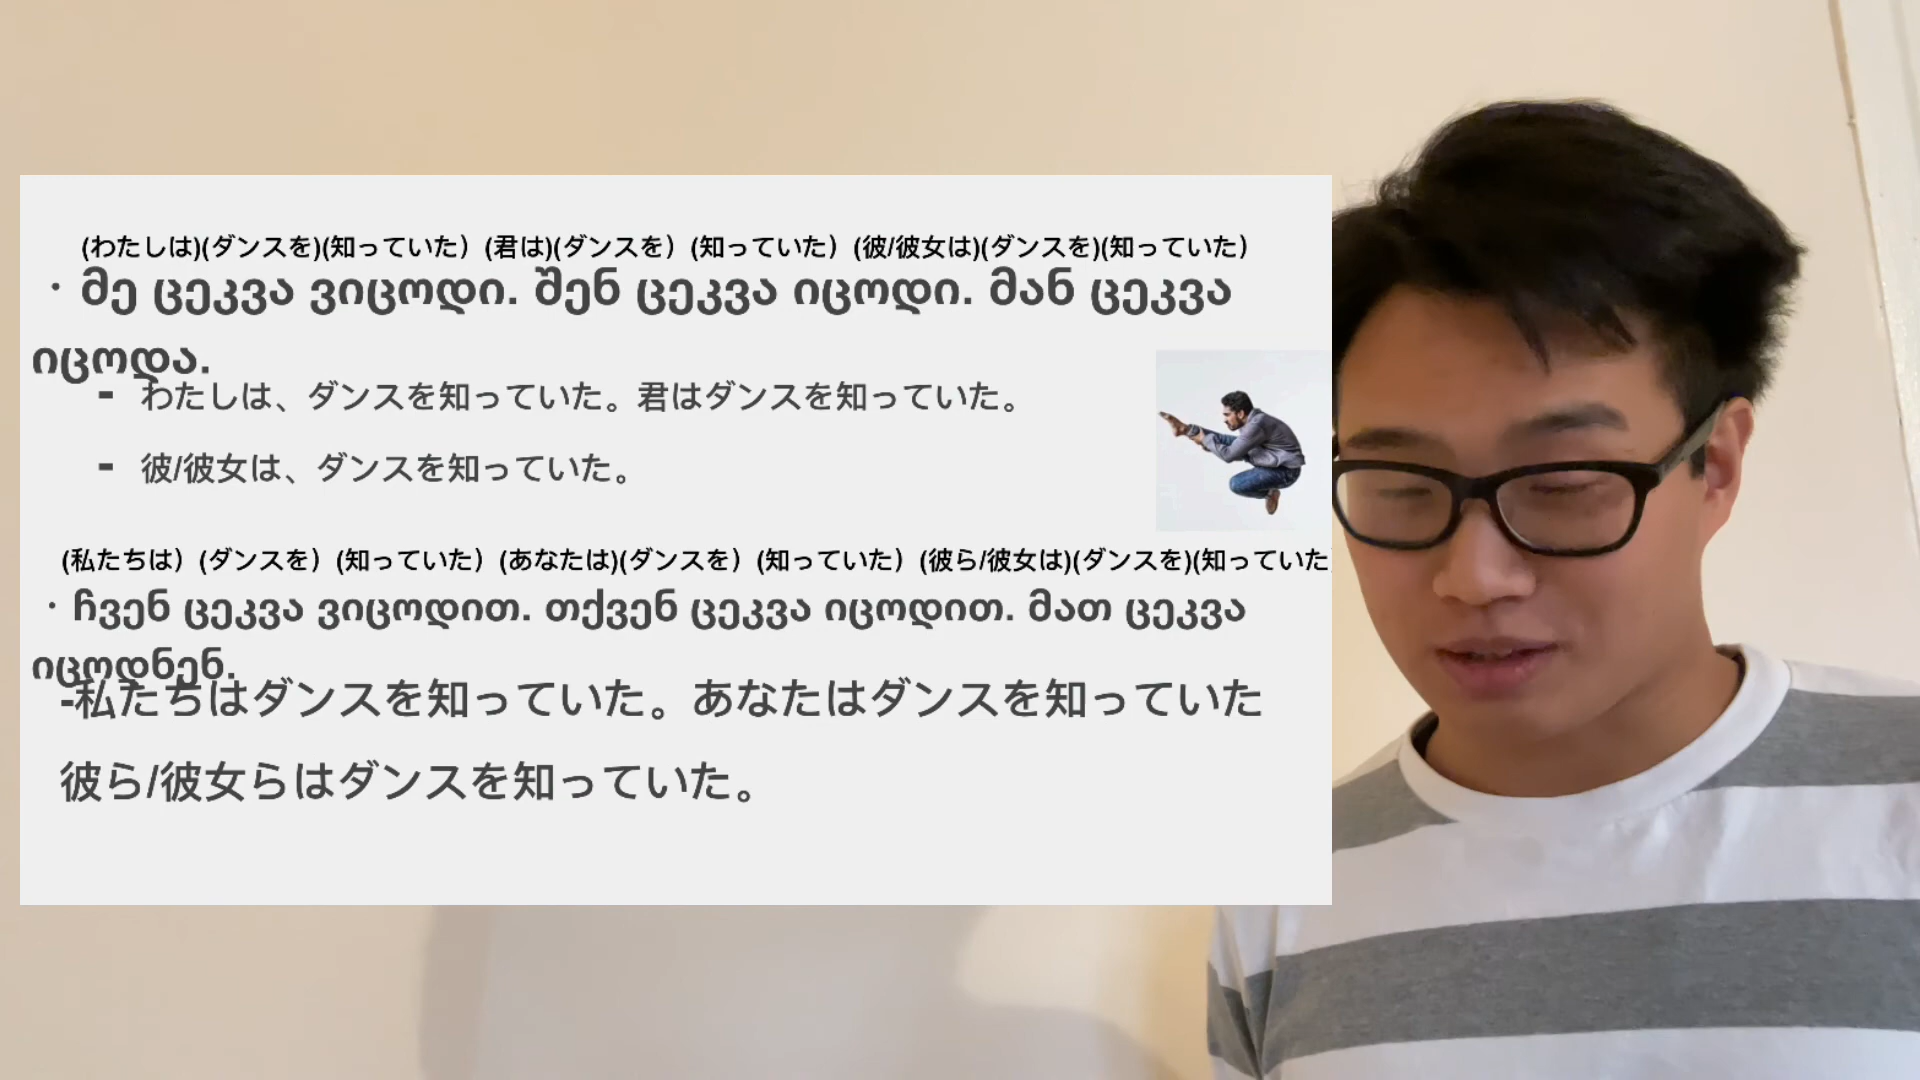 (わたしは)(ダンスを)(知っていた）(君は)(ダンスを）(知っていた）(彼/彼女は)(ダンスを)(知っていた）
· მე ცეკვა ვიცოდი. შენ ცეკვა იცოდი. მან ცეკვა
იცოდა.
- わたしは、ダンスを知っていた。君はダンスを知っていた。
- 彼/彼女は、ダンスを知っていた。
(私たちは）(ダンスを）(知っていた）(あなたは)(ダンスを）(知っていた）(彼ら/彼女は)(ダンスを)(知っていた
· ჩვენ ცეკვა ვიცოდით. თქვენ ცეკვა იცოდით. მათ ცეკვა
იცოდნენ.
-私たちはダンスを知っていた。あなたはダンスを知っていた
彼ら/彼女らはダンスを知っていた。